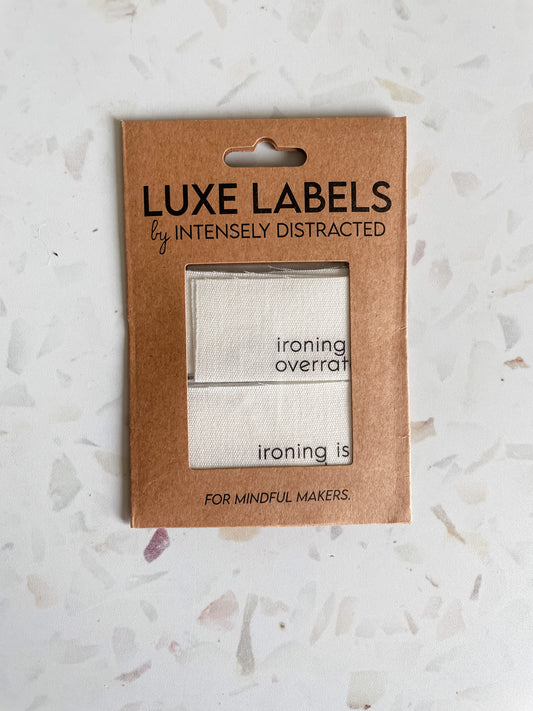 LUXE LABELS
by INTENSELY DISTRACTED
ironing
overrat
ironing is
FOR MINDFUL MAKERS.